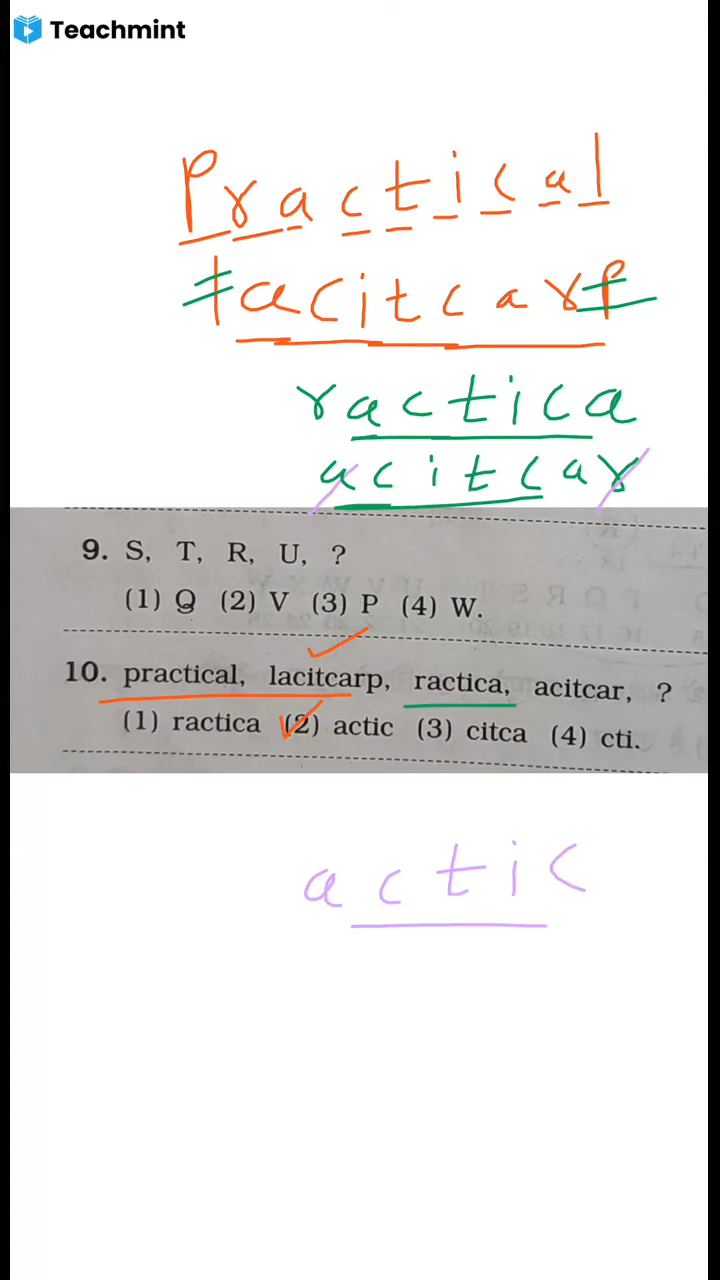 Teachmint
Practical
lacitcarp
ractica
acitcar
9. S, T, R, U, ?
(1) Q (2) V (3) P (4) W.
10. practical, lacitcarp, ractica, acitcar, ?
(1) ractica (2) actic (3) citca (4) cti.
actic